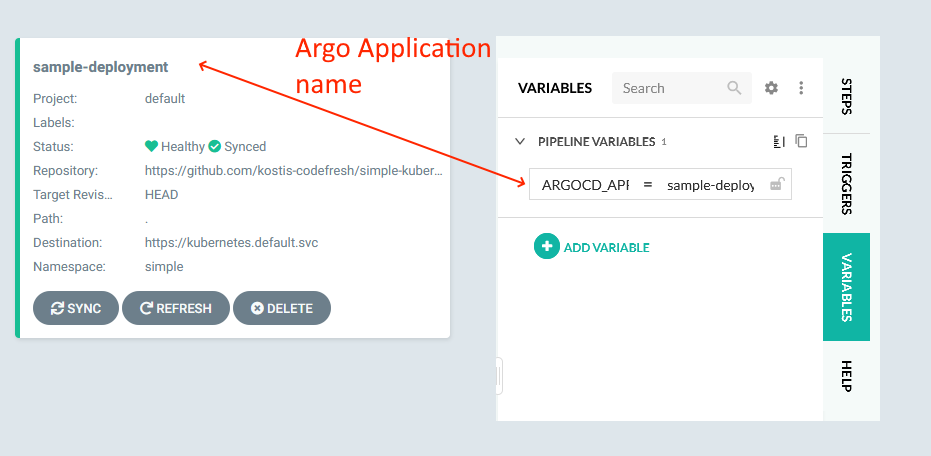 Argo Application
name
sample-deployment
Project: default
Labels:
Status: Healthy Synced
Repository: https://github.com/kostis-codefresh/simple-kuber...
Target Revis... HEAD
Path: .
Destination: https://kubernetes.default.svc
Namespace: simple
SYNC REFRESH DELETE
VARIABLES Search
PIPELINE VARIABLES 1
ARGOCD_APP = sample-deploy
ADD VARIABLE
STEPS
TRIGGERS
VARIABLES
HELP